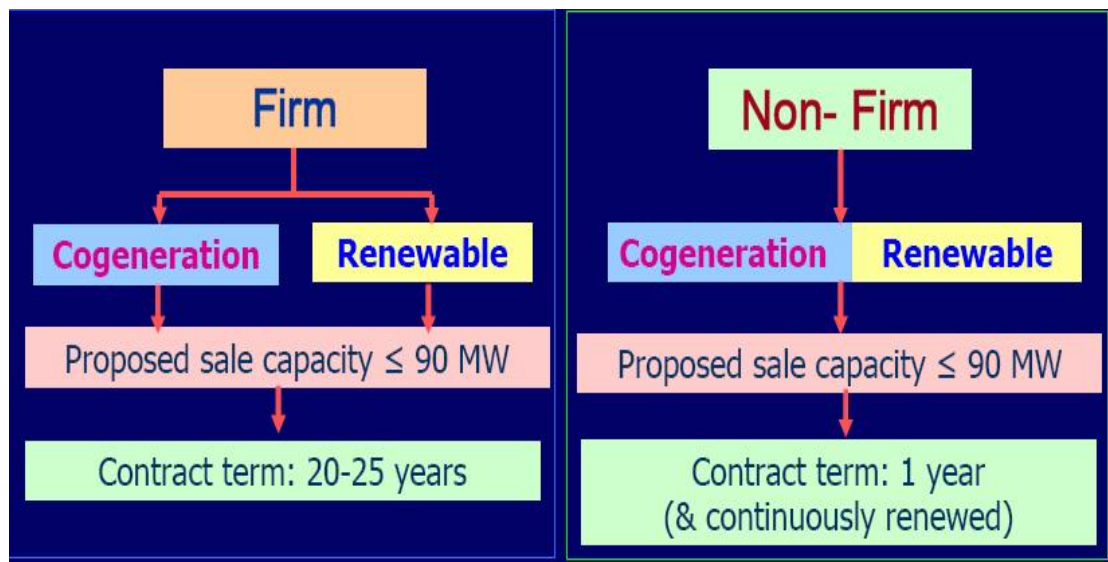 Firm
Cogeneration
Renewable
Proposed sale capacity ≤ 90 MW
Contract term: 20-25 years
Non- Firm
Cogeneration
Renewable
Proposed sale capacity ≤ 90 MW
Contract term: 1 year
(& continuously renewed)